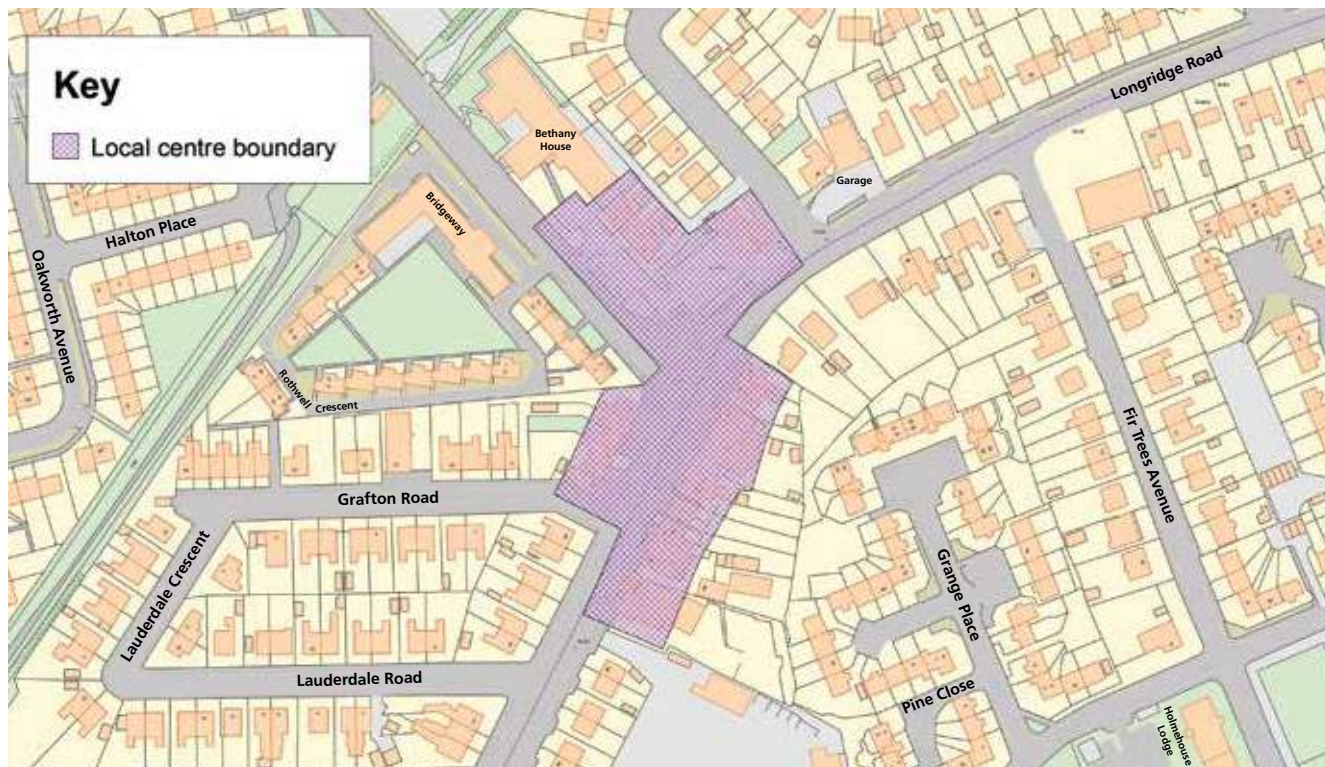 Key
Local centre boundary
Longridge Road
Bethany
House
Garage
Bridgeway
Halton Place
Oakworth Avenue
Rothwell
Crescent
Fir Trees Avenue
Grafton Road
Lauderdale Crescent
Grange Place
Lauderdale Road
Pine Close
Holmehouse
Lodge